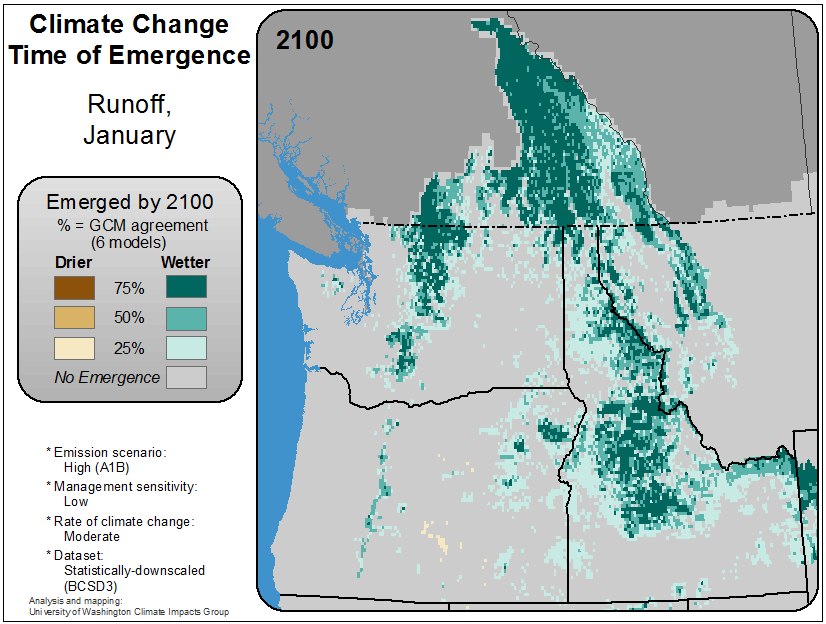 Climate Change
Time of Emergence
Runoff,
January
Emerged by 2100
% = GCM agreement
(6 models)
Drier Wetter
75%
50%
25%
No Emergence
* Emission scenario:
High (A1B)
* Management sensitivity:
Low
* Rate of climate change:
Moderate
* Dataset:
Statistically-downscaled
(BCSD3)
Analysis and mapping:
University of Washington Climate Impacts Group
2100